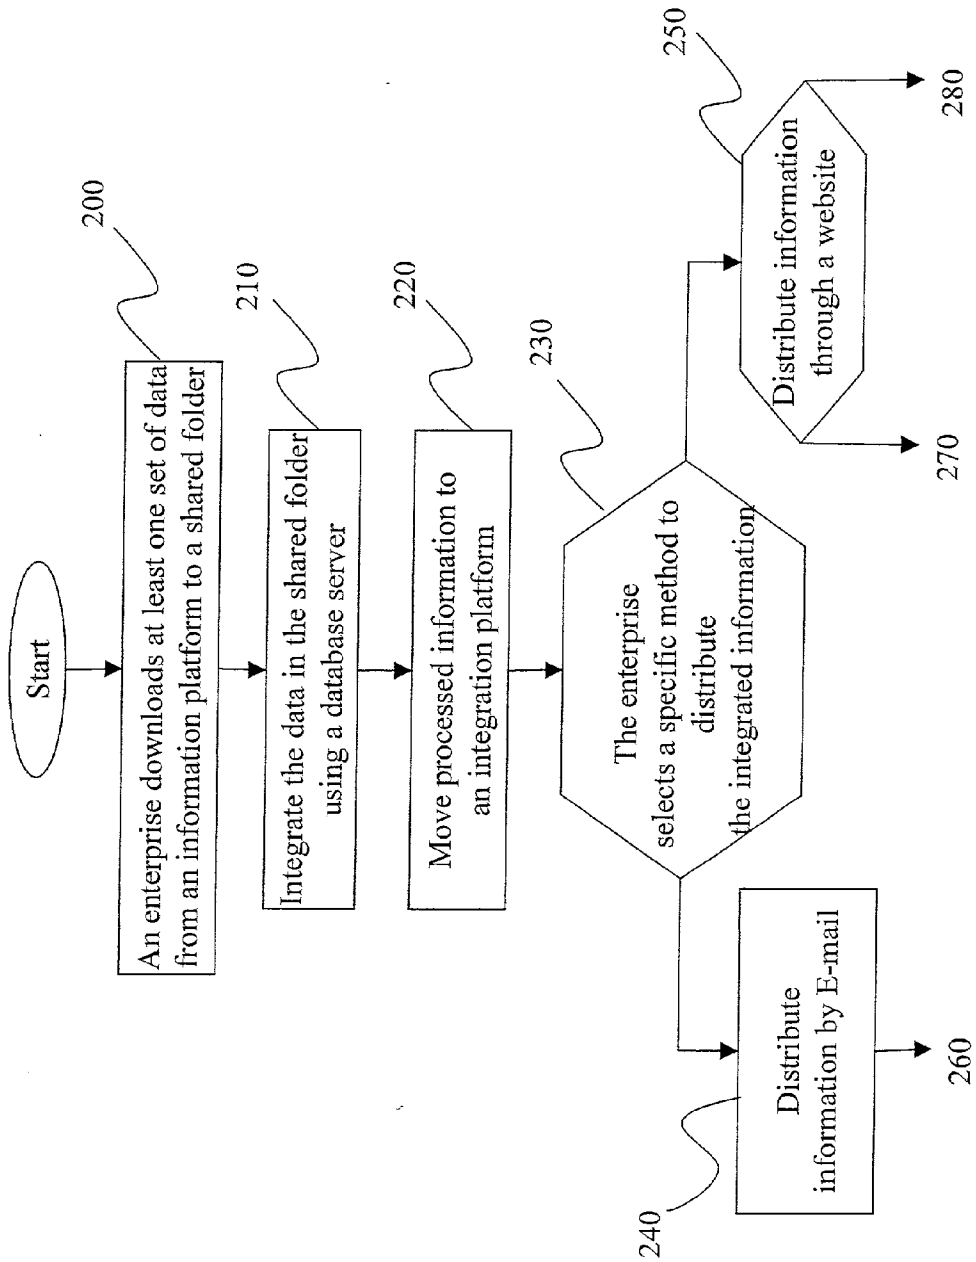 Start
200
An enterprise downloads at least one set of data
from an information platform to a shared folder
210
Integrate the data in the shared folder
using a database server
220
Move processed information to
an integration platform
230
The enterprise
selects a specific method to
distribute
the integrated information
240
Distribute
information by E-mail
250
Distribute information
through a website
260
270
280